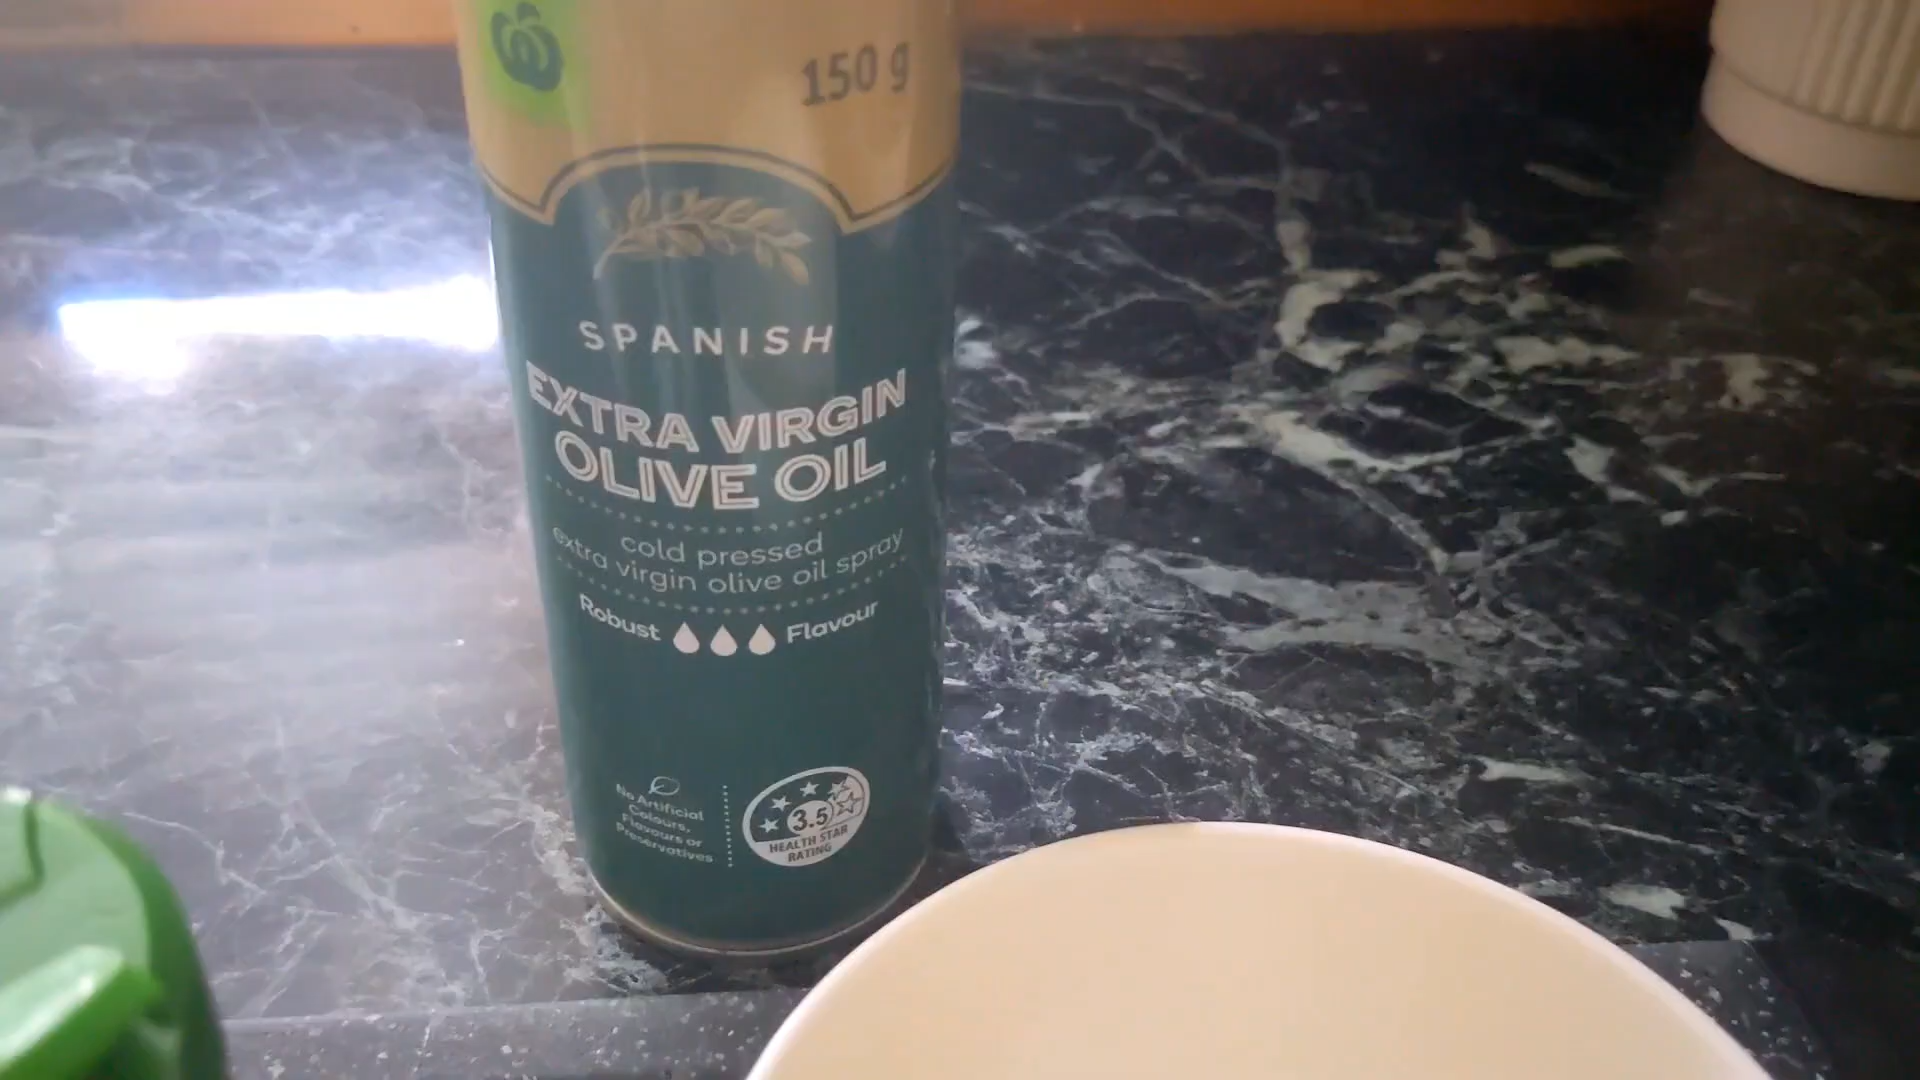 150 g
SPANISH
EXTRA VIRGIN
OLIVE OIL
cold pressed
extra virgin olive oil spray
Robust Flavour
No Artificial
Colours,
Flavours or
Preservatives
3.5
HEALTH STAR
RATING